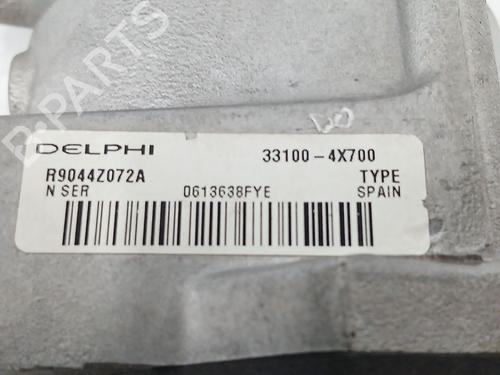 B-PARTS
DELPHI 33100-4X700
R9044Z072A TYPE
N SER 0613638FYE SPAIN